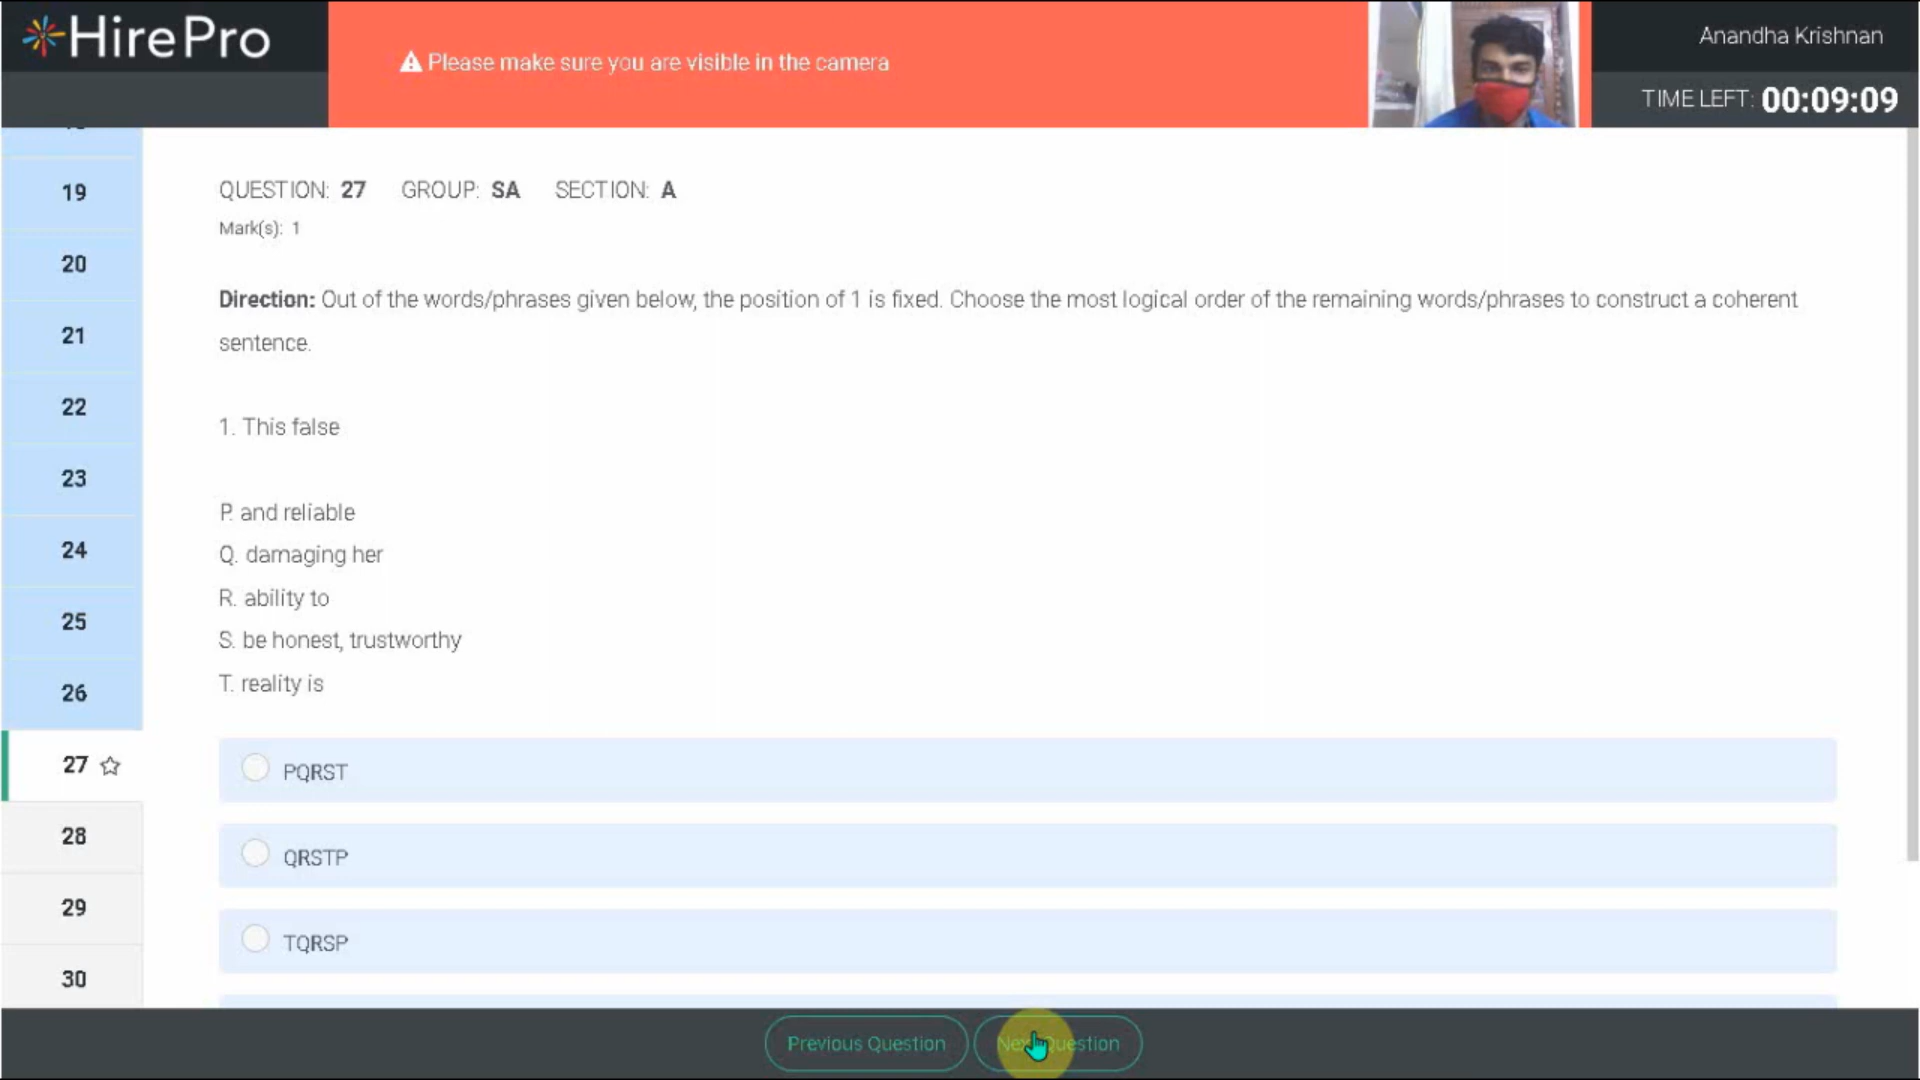 HirePro
Please make sure you are visible in the camera
Anandha Krishnan
TIME LEFT: 00:09:09
19
20
21
22
23
24
25
26
27
28
29
30
QUESTION: 27 GROUP: SA SECTION: A
Mark(s): 1
Direction: Out of the words/phrases given below, the position of 1 is fixed. Choose the most logical order of the remaining words/phrases to construct a coherent
sentence.
1. This false
P. and reliable
Q. damaging her
R. ability to
S. be honest, trustworthy
T. reality is
PQRST
QRSTP
TQRSP
Previous Question
Next Question